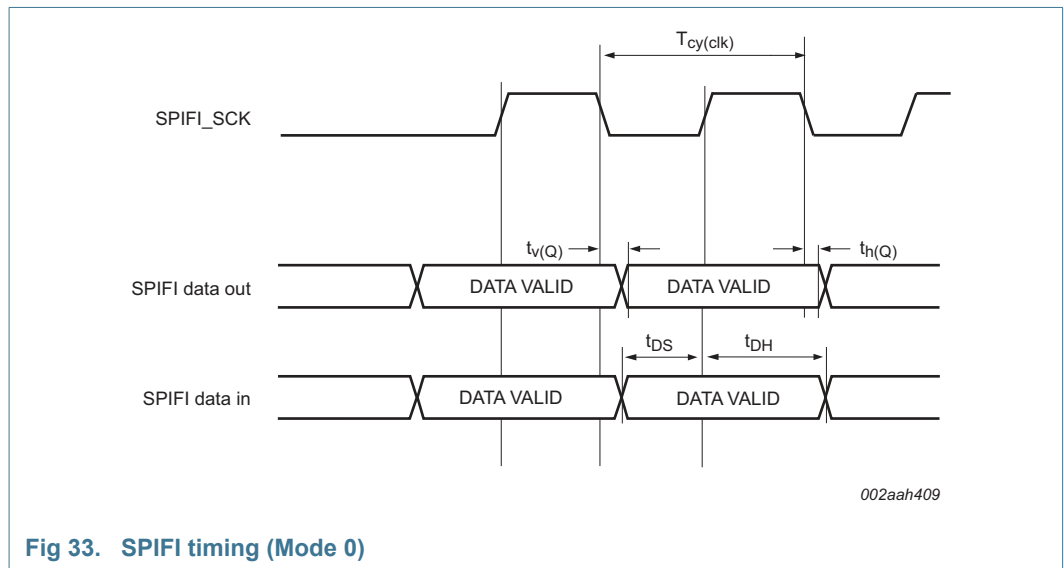 Tcy(clk)
SPIFI_SCK
tv(Q)
th(Q)
SPIFI data out
DATA VALID
DATA VALID
tDS
tDH
SPIFI data in
DATA VALID
DATA VALID
002aah409
Fig 33. SPIFI timing (Mode 0)